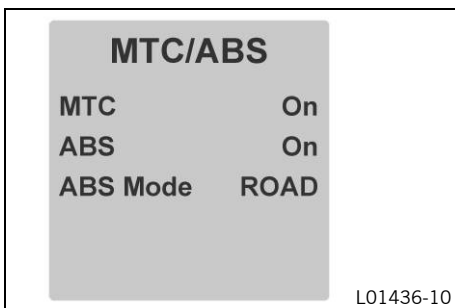 MTC/ABS
MTC On
ABS On
ABS Mode ROAD
L01436-10